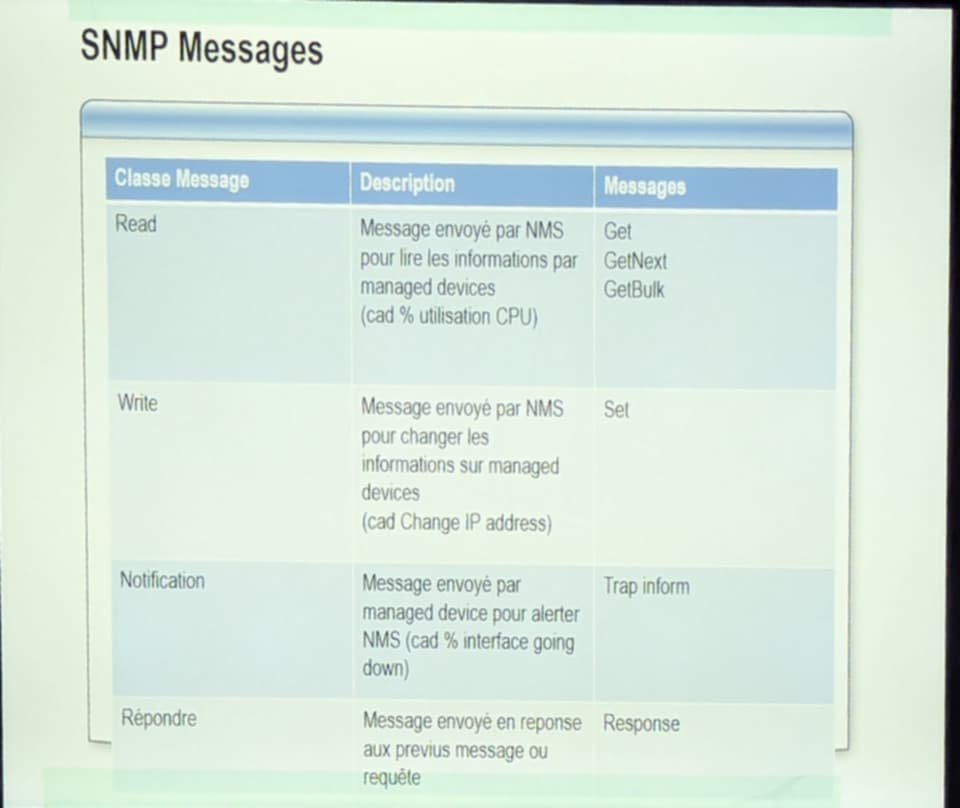 SNMP Messages
Classe Message
Description
Messages
Read
Message envoyé par NMS
pour lire les informations par
managed devices
(cad % utilisation CPU)
Get
GetNext
GetBulk
Write
Message envoyé par NMS
pour changer les
informations sur managed
devices
(cad Change IP address)
Set
Notification
Message envoyé par
managed device pour alerter
NMS (cad % interface going
down)
Trap inform
Répondre
Message envoyé en reponse
aux previus message ou
requête
Response